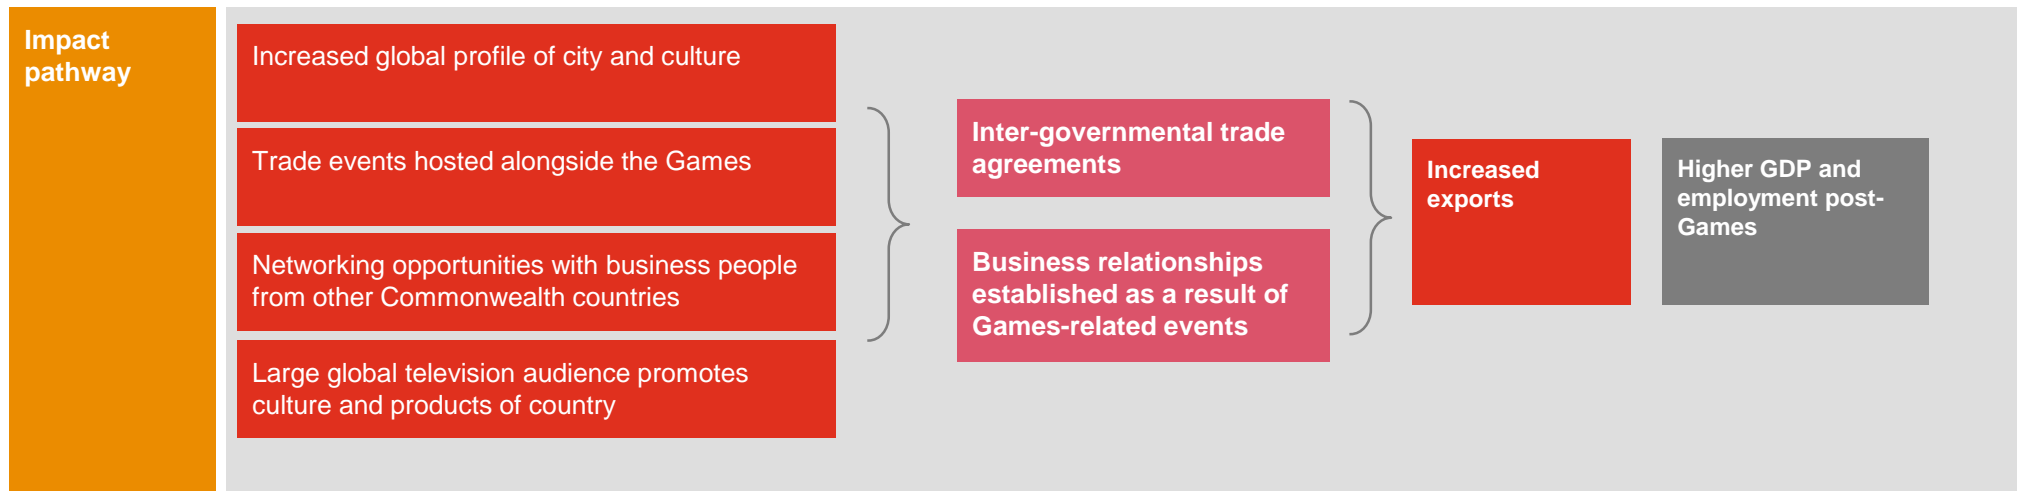 Impact
pathway
Increased global profile of city and culture
Trade events hosted alongside the Games
Networking opportunities with business people
from other Commonwealth countries
Large global television audience promotes
culture and products of country
Inter-governmental trade
agreements
Business relationships
established as a result of
Games-related events
Increased
exports
Higher GDP and
employment post-
Games